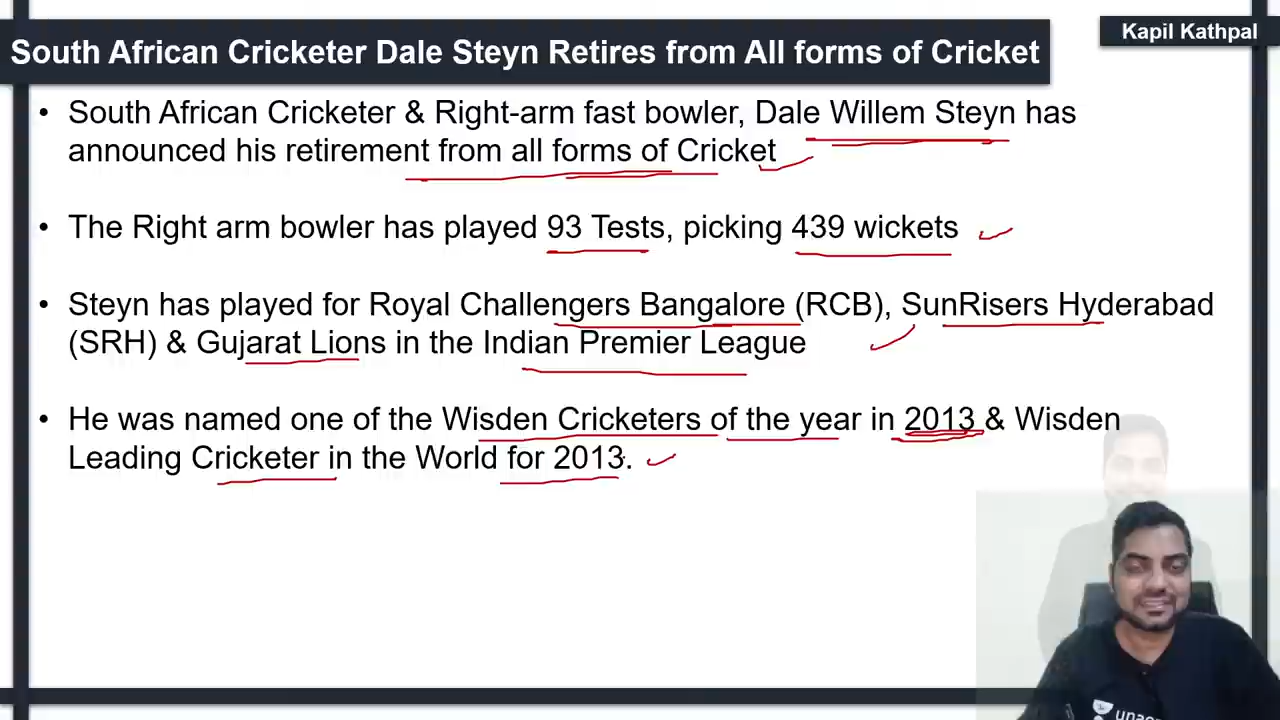 South African Cricketer Dale Steyn Retires from All forms of Cricket
Kapil Kathpal
• South African Cricketer & Right-arm fast bowler, Dale Willem Steyn has
announced his retirement from all forms of Cricket
• The Right arm bowler has played 93 Tests, picking 439 wickets
• Steyn has played for Royal Challengers Bangalore (RCB), SunRisers Hyderabad
(SRH) & Gujarat Lions in the Indian Premier League
• He was named one of the Wisden Cricketers of the year in 2013 & Wisden
Leading Cricketer in the World for 2013.